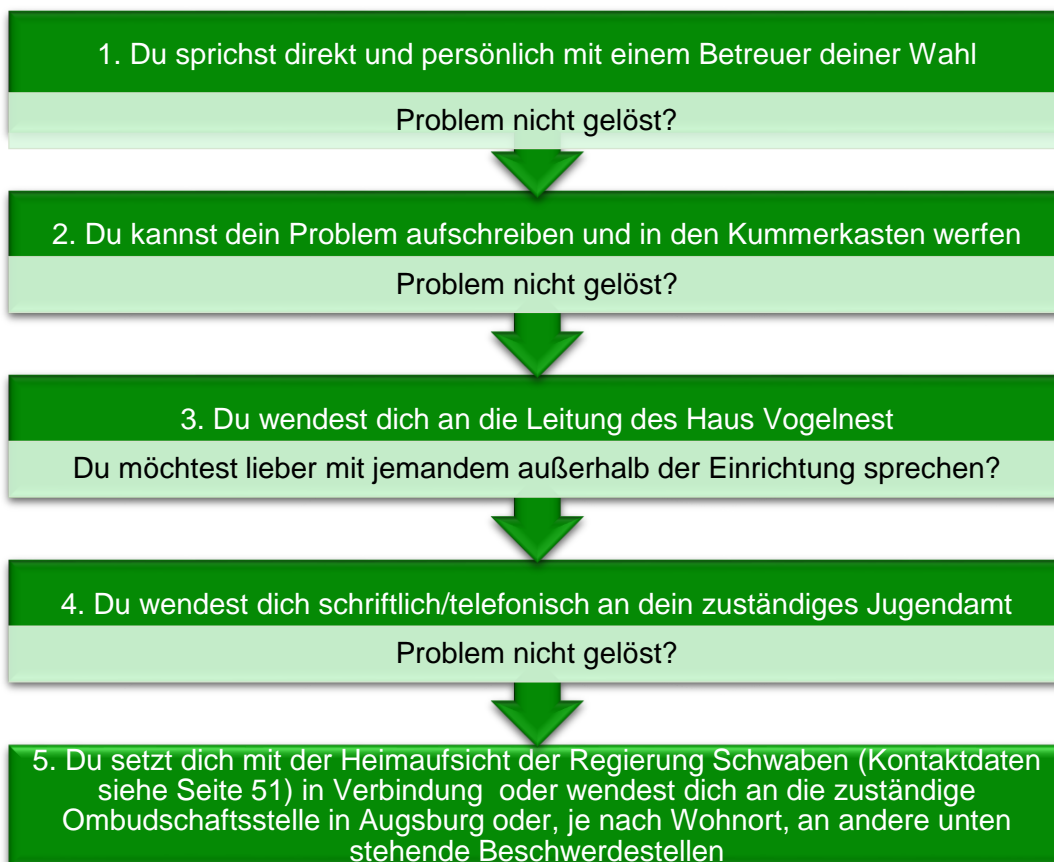 1. Du sprichst direkt und persönlich mit einem Betreuer deiner Wahl
Problem nicht gelöst?
2. Du kannst dein Problem aufschreiben und in den Kummerkasten werfen
Problem nicht gelöst?
3. Du wendest dich an die Leitung des Haus Vogelnest
Du möchtest lieber mit jemandem außerhalb der Einrichtung sprechen?
4. Du wendest dich schriftlich/telefonisch an dein zuständiges Jugendamt
Problem nicht gelöst?
5. Du setzt dich mit der Heimaufsicht der Regierung Schwaben (Kontaktdaten
siehe Seite 51) in Verbindung oder wendest dich an die zuständige
Ombudschaftsstelle in Augsburg oder, je nach Wohnort, an andere unten
stehende Beschwerdestellen